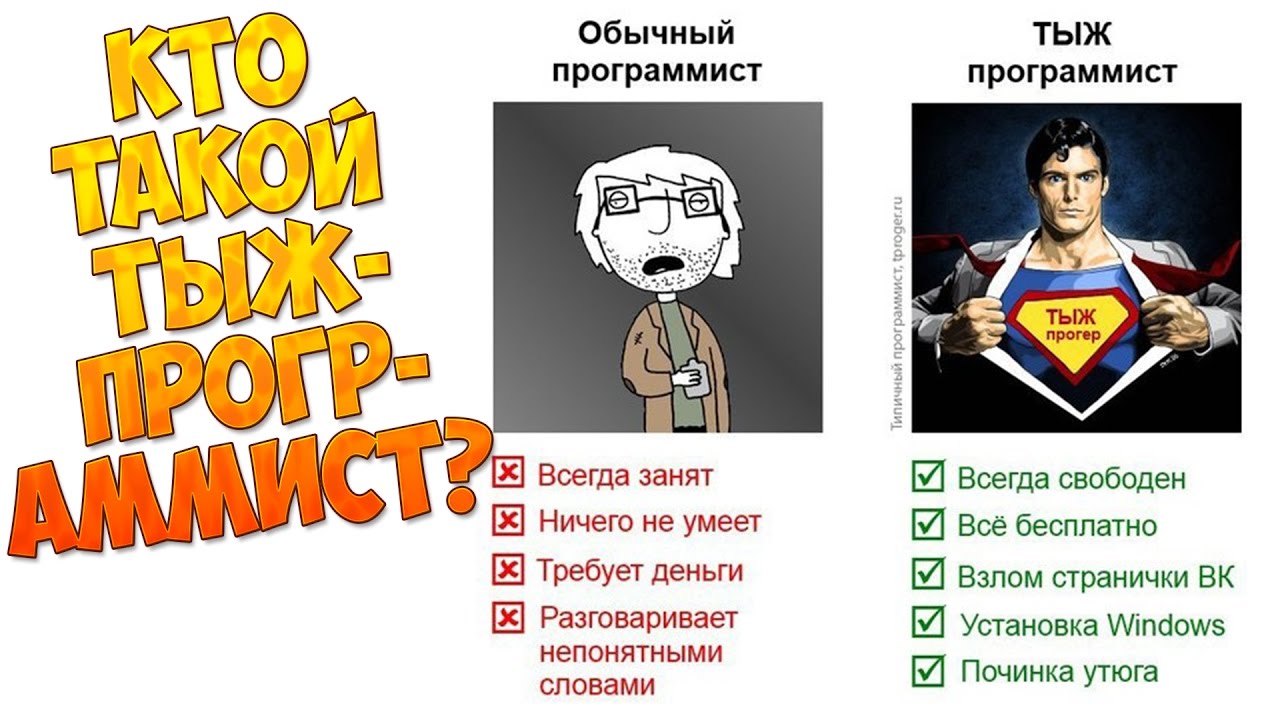 КТО
ТАКОЙ
ТЫЖ-
ПРОГР-
АММИСТ?
Обычный
программист
Всегда занят
Ничего не умеет
Требует деньги
Разговаривает
непонятными
словами
ТЫЖ
программист
Типичный программист, tproger.ru
ТЫЖ
прогер
Всегда свободен
Всё бесплатно
Взлом странички ВК
Установка Windows
Починка утюга